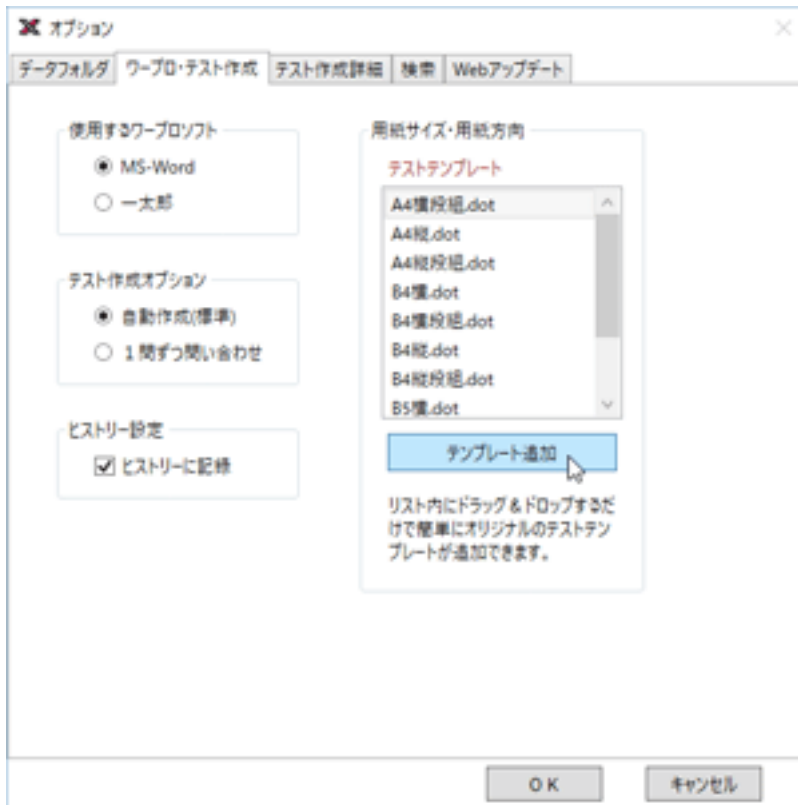 オプション
データフォルダ ワープロ・テスト作成 テスト作成詳細 検索 Webアップデート
使用するワープロソフト
MS-Word
一太郎
テスト作成オプション
自動作成(標準)
1問ずつ問い合わせ
ヒストリー設定
ヒストリーに記録
用紙サイズ・用紙方向
テストテンプレート
A4横段組.dot
A4縦.dot
A4縦段組.dot
B4横.dot
B4横段組.dot
B4縦.dot
B4縦段組.dot
B5横.dot
テンプレート追加
リスト内にドラッグ&ドロップするだ
けで簡単にオリジナルのテストテン
プレートが追加できます。
OK キャンセル